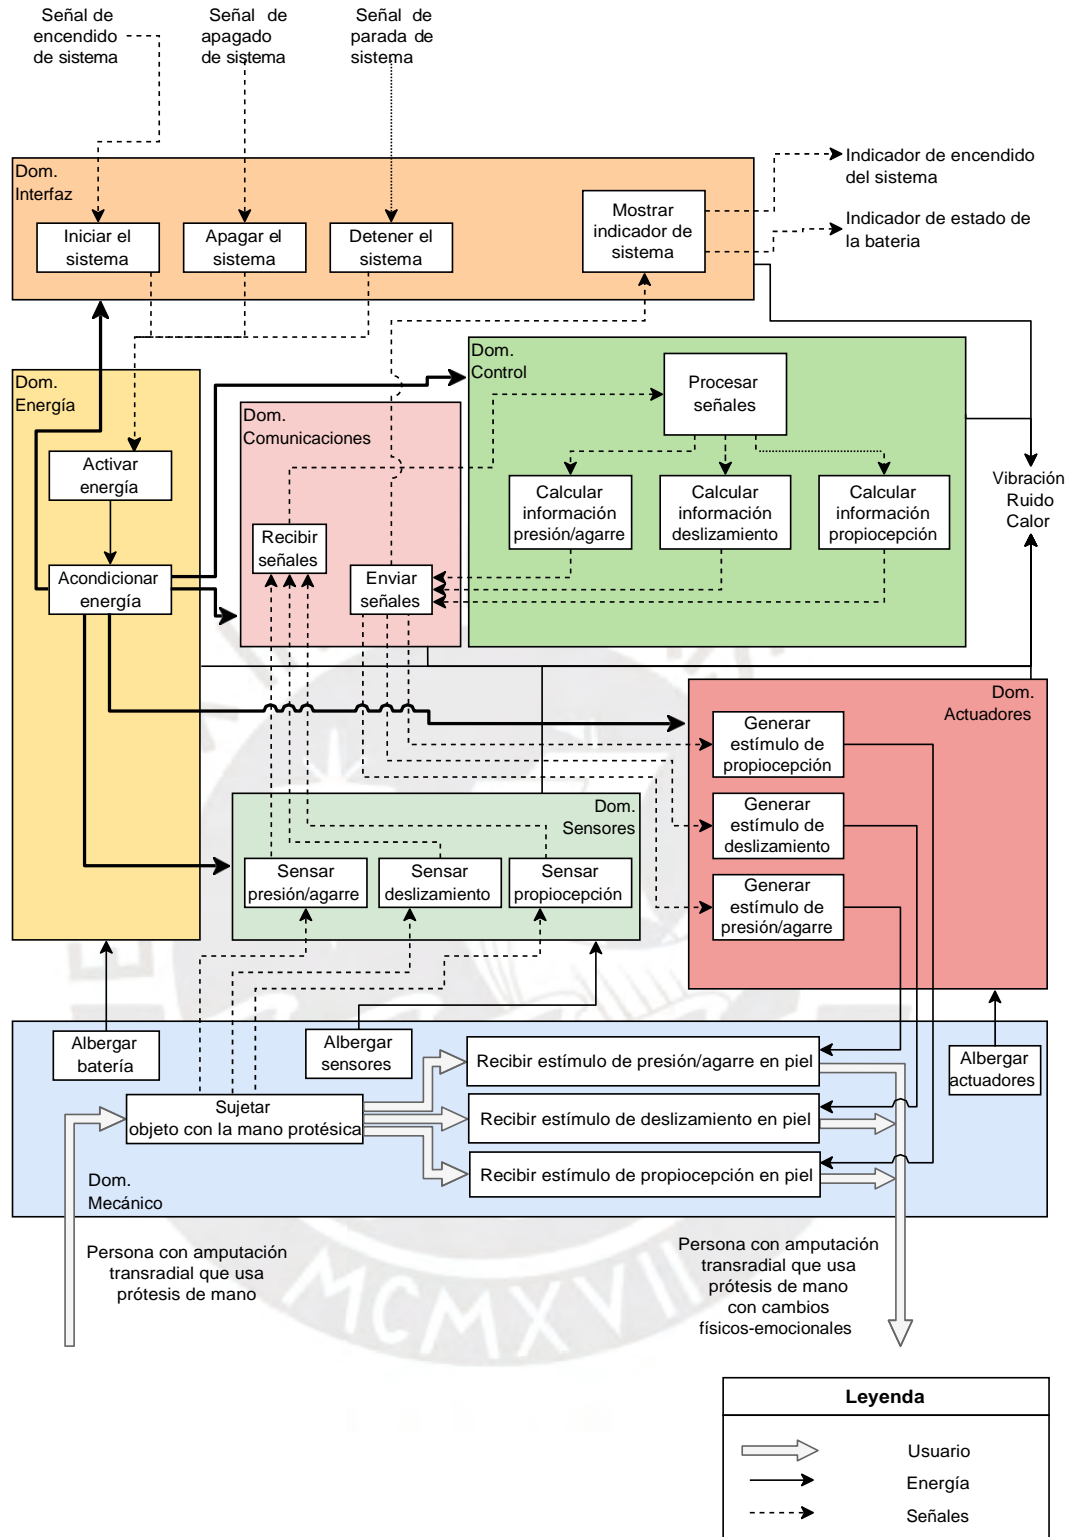 Señal de
encendido
de sistema
Señal de
apagado
de sistema
Señal de
parada de
sistema
Dom.
Interfaz
Iniciar el
sistema
Apagar el
sistema
Detener el
sistema
Mostrar
indicador de
sistema
Indicador de encendido
del sistema
Indicador de estado de
la bateria
Dom.
Energía
Activar
energía
Acondicionar
energía
Dom.
Comunicaciones
Recibir
señales
Enviar
señales
Dom.
Control
Procesar
señales
Calcular
información
presión/agarre
Calcular
información
deslizamiento
Calcular
información
propiocepción
Vibración
Ruido
Calor
Dom.
Actuadores
Generar
estímulo de
propiocepción
Generar
estímulo de
deslizamiento
Generar
estímulo de
presión/agarre
Dom.
Sensores
Sensar
presión/agarre
Sensar
deslizamiento
Sensar
propiocepción
Albergar
batería
Albergar
sensores
Albergar
actuadores
Recibir estímulo de presión/agarre en piel
Sujetar
objeto con la mano protésica
Recibir estímulo de deslizamiento en piel
Recibir estímulo de propiocepción en piel
Dom.
Mecánico
Persona con amputación
transradial que usa
prótesis de mano
Persona con amputación
transradial que usa
prótesis de mano
con cambios
físicos-emocionales
MCMXVII
Leyenda
Usuario
Energía
Señales